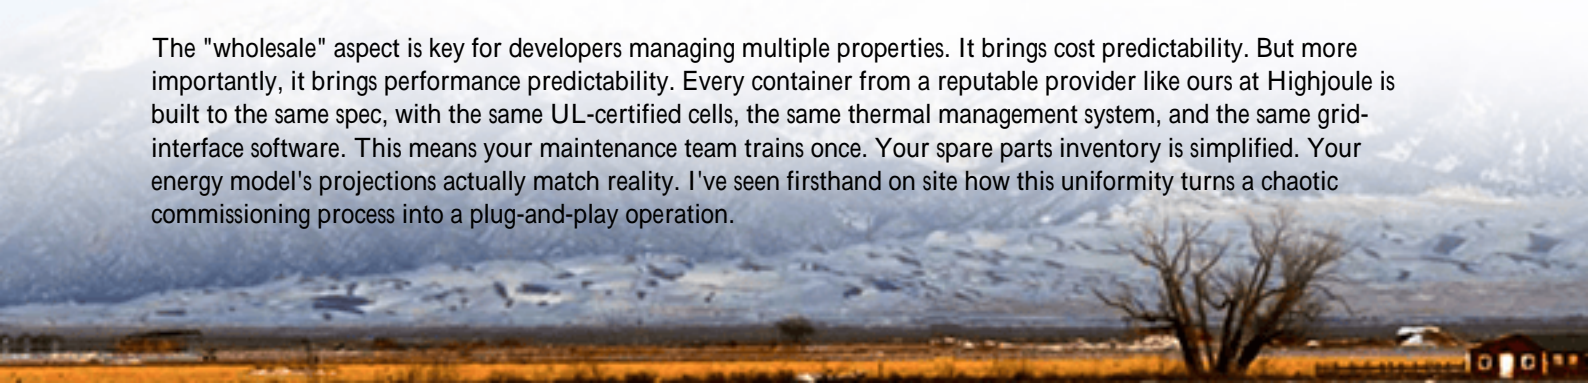 The "wholesale" aspect is key for developers managing multiple properties. It brings cost predictability. But more
importantly, it brings performance predictability. Every container from a reputable provider like ours at Highjoule is
built to the same spec, with the same UL-certified cells, the same thermal management system, and the same grid-
interface software. This means your maintenance team trains once. Your spare parts inventory is simplified. Your
energy model's projections actually match reality. I've seen firsthand on site how this uniformity turns a chaotic
commissioning process into a plug-and-play operation.